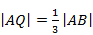 |AQ| = 1/3 |AB|